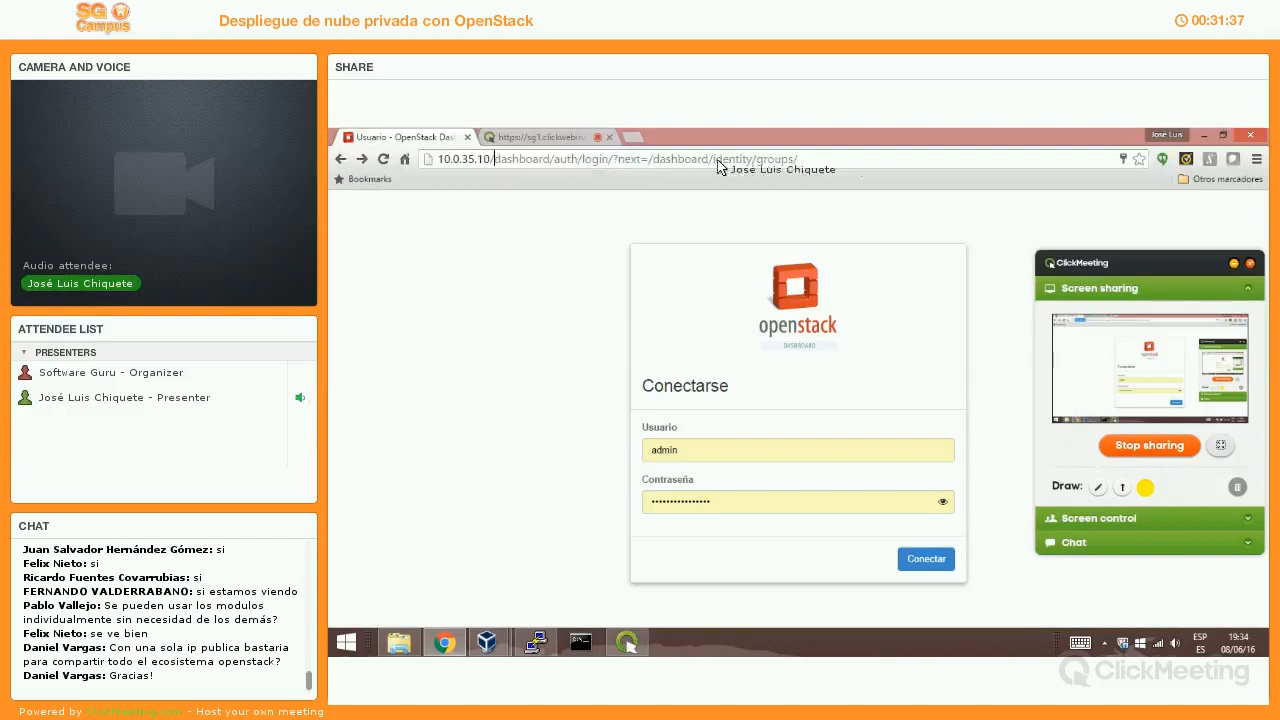 SG
Campus
Despliegue de nube privada con OpenStack
00:31:37
CAMERA AND VOICE
Audio attendee:
José Luis Chiquete
ATTENDEE LIST
PRESENTERS
Software Guru - Organizer
José Luis Chiquete - Presenter
CHAT
Juan Salvador Hernández Gómez: si
Felix Nieto: si
Ricardo Fuentes Covarrubias: si
FERNANDO VALDERRABANO: si estamos viendo
Pablo Vallejo: Se pueden usar los modulos
individualmente sin necesidad de los demás?
Felix Nieto: se ve bien
Daniel Vargas: Con una sola ip publica bastaria
para compartir todo el ecosistema openstack?
Daniel Vargas: Gracias!
SHARE
Usuario - OpenStack Das
https://sg1.clickwebin
José Luis
10.0.35.10/dashboard/auth/login/?next=/dashboard/identity/groups/
José Luis Chiquete
Bookmarks
Otros marcadores
openstack
DASHBOARD
Conectarse
Usuario
admin
Contraseña
••••••••••••••••
Conectar
ClickMeeting
Screen sharing
Stop sharing
Draw:
Screen control
Chat
ESP
ES
19:34
08/06/16
ClickMeeting
Powered by ClickMeeting.com - Host your own meeting